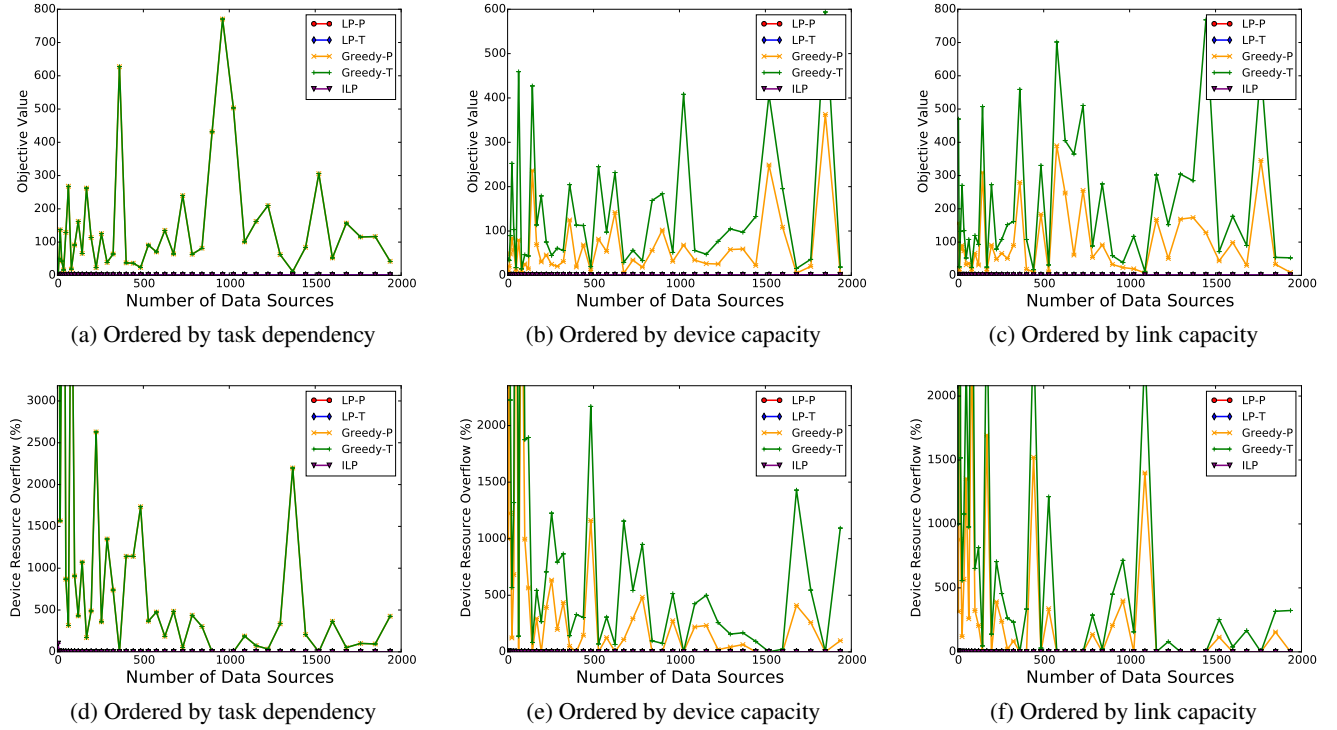 800
700
600
500
400
300
200
100
0
Objective Value
0 500 1000 1500 2000
Number of Data Sources
LP-P
LP-T
Greedy-P
Greedy-T
ILP
(a) Ordered by task dependency
600
500
400
300
200
100
0
Objective Value
0 500 1000 1500 2000
Number of Data Sources
LP-P
LP-T
Greedy-P
Greedy-T
ILP
(b) Ordered by device capacity
800
700
600
500
400
300
200
100
0
Objective Value
0 500 1000 1500 2000
Number of Data Sources
LP-P
LP-T
Greedy-P
Greedy-T
ILP
(c) Ordered by link capacity
3000
2500
2000
1500
1000
500
0
Device Resource Overflow (%)
0 500 1000 1500 2000
Number of Data Sources
LP-P
LP-T
Greedy-P
Greedy-T
ILP
(d) Ordered by task dependency
2000
1500
1000
500
0
Device Resource Overflow (%)
0 500 1000 1500 2000
Number of Data Sources
LP-P
LP-T
Greedy-P
Greedy-T
ILP
(e) Ordered by device capacity
2000
1500
1000
500
0
Device Resource Overflow (%)
0 500 1000 1500 2000
Number of Data Sources
LP-P
LP-T
Greedy-P
Greedy-T
ILP
(f) Ordered by link capacity